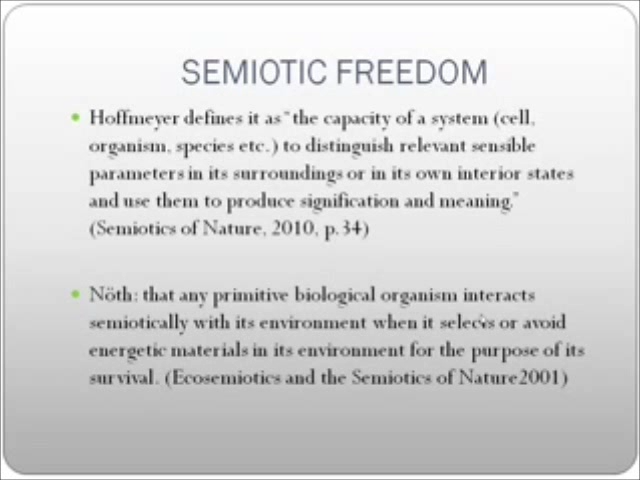 SEMIOTIC FREEDOM
Hoffmeyer defines it as " the capacity of a system (cell,
organism, species etc.) to distinguish relevant sensible
parameters in its surroundings or in its own interior states
and use them to produce signification and meaning."
(Semiotics of Nature, 2010, p.34)
Nöth: that any primitive biological organism interacts
semiotically with its environment when it selects or avoid
energetic materials in its environment for the purpose of its
survival. (Ecosemiotics and the Semiotics of Nature2001)